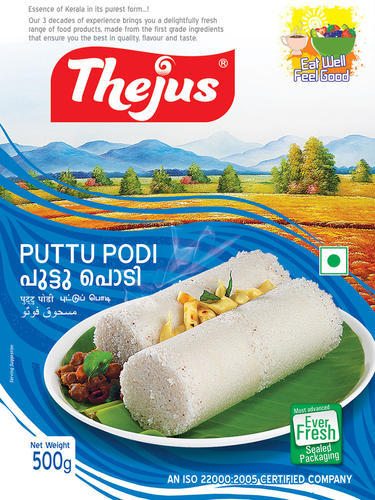 Essence of Kerala in its purest form...!
Our 3 decades of experience brings you a delightfully fresh
range of food products, made from the first grade ingredients
that ensure you the best in quality, flavour and taste.
Thejus®
Eat Well
Feel Good
PUTTU PODI
പുട്ടു പൊടി
पुट्टु पोडी புட்டுப் பொடி
مسحوق فوتو
Serving Suggestion
Most advanced
Ever
Fresh
Sealed
Packaging
Net Weight
500g
AN ISO 22000:2005 CERTIFIED COMPANY